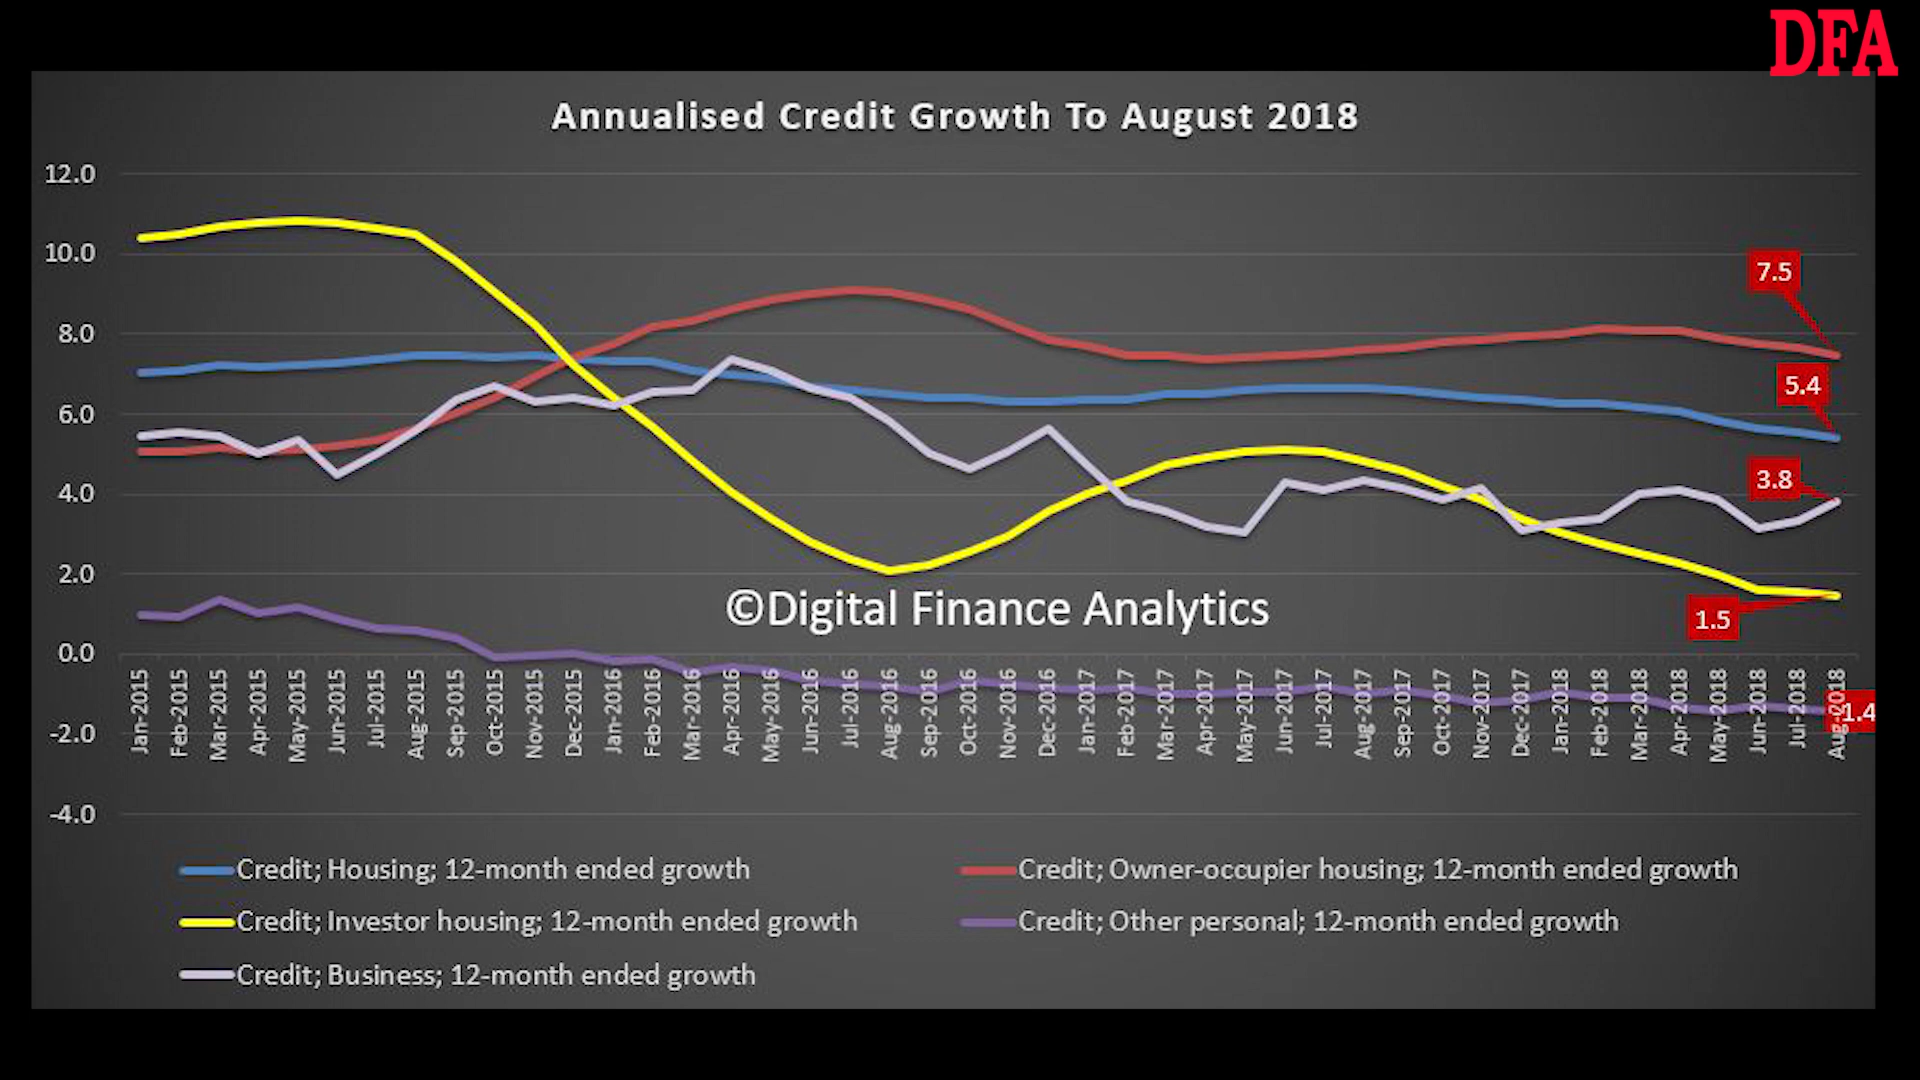 DFA
Annualised Credit Growth To August 2018
12.0
10.0
8.0
6.0
4.0
2.0
0.0
-2.0
-4.0
7.5
5.4
3.8
1.5
-1.4
©Digital Finance Analytics
Jan-2015
Feb-2015
Mar-2015
Apr-2015
May-2015
Jun-2015
Jul-2015
Aug-2015
Sep-2015
Oct-2015
Nov-2015
Dec-2015
Jan-2016
Feb-2016
Mar-2016
Apr-2016
May-2016
Jun-2016
Jul-2016
Aug-2016
Sep-2016
Oct-2016
Nov-2016
Dec-2016
Jan-2017
Feb-2017
Mar-2017
Apr-2017
May-2017
Jun-2017
Jul-2017
Aug-2017
Sep-2017
Oct-2017
Nov-2017
Dec-2017
Jan-2018
Feb-2018
Mar-2018
Apr-2018
May-2018
Jun-2018
Jul-2018
Aug-2018
Credit; Housing; 12-month ended growth
Credit; Owner-occupier housing; 12-month ended growth
Credit; Investor housing; 12-month ended growth
Credit; Other personal; 12-month ended growth
Credit; Business; 12-month ended growth